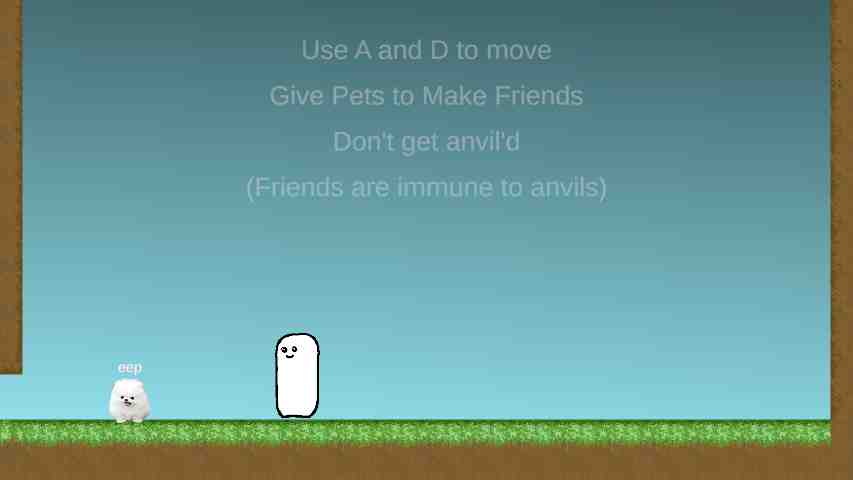 Use A and D to move
Give Pets to Make Friends
Don't get anvil'd
(Friends are immune to anvils)
eep